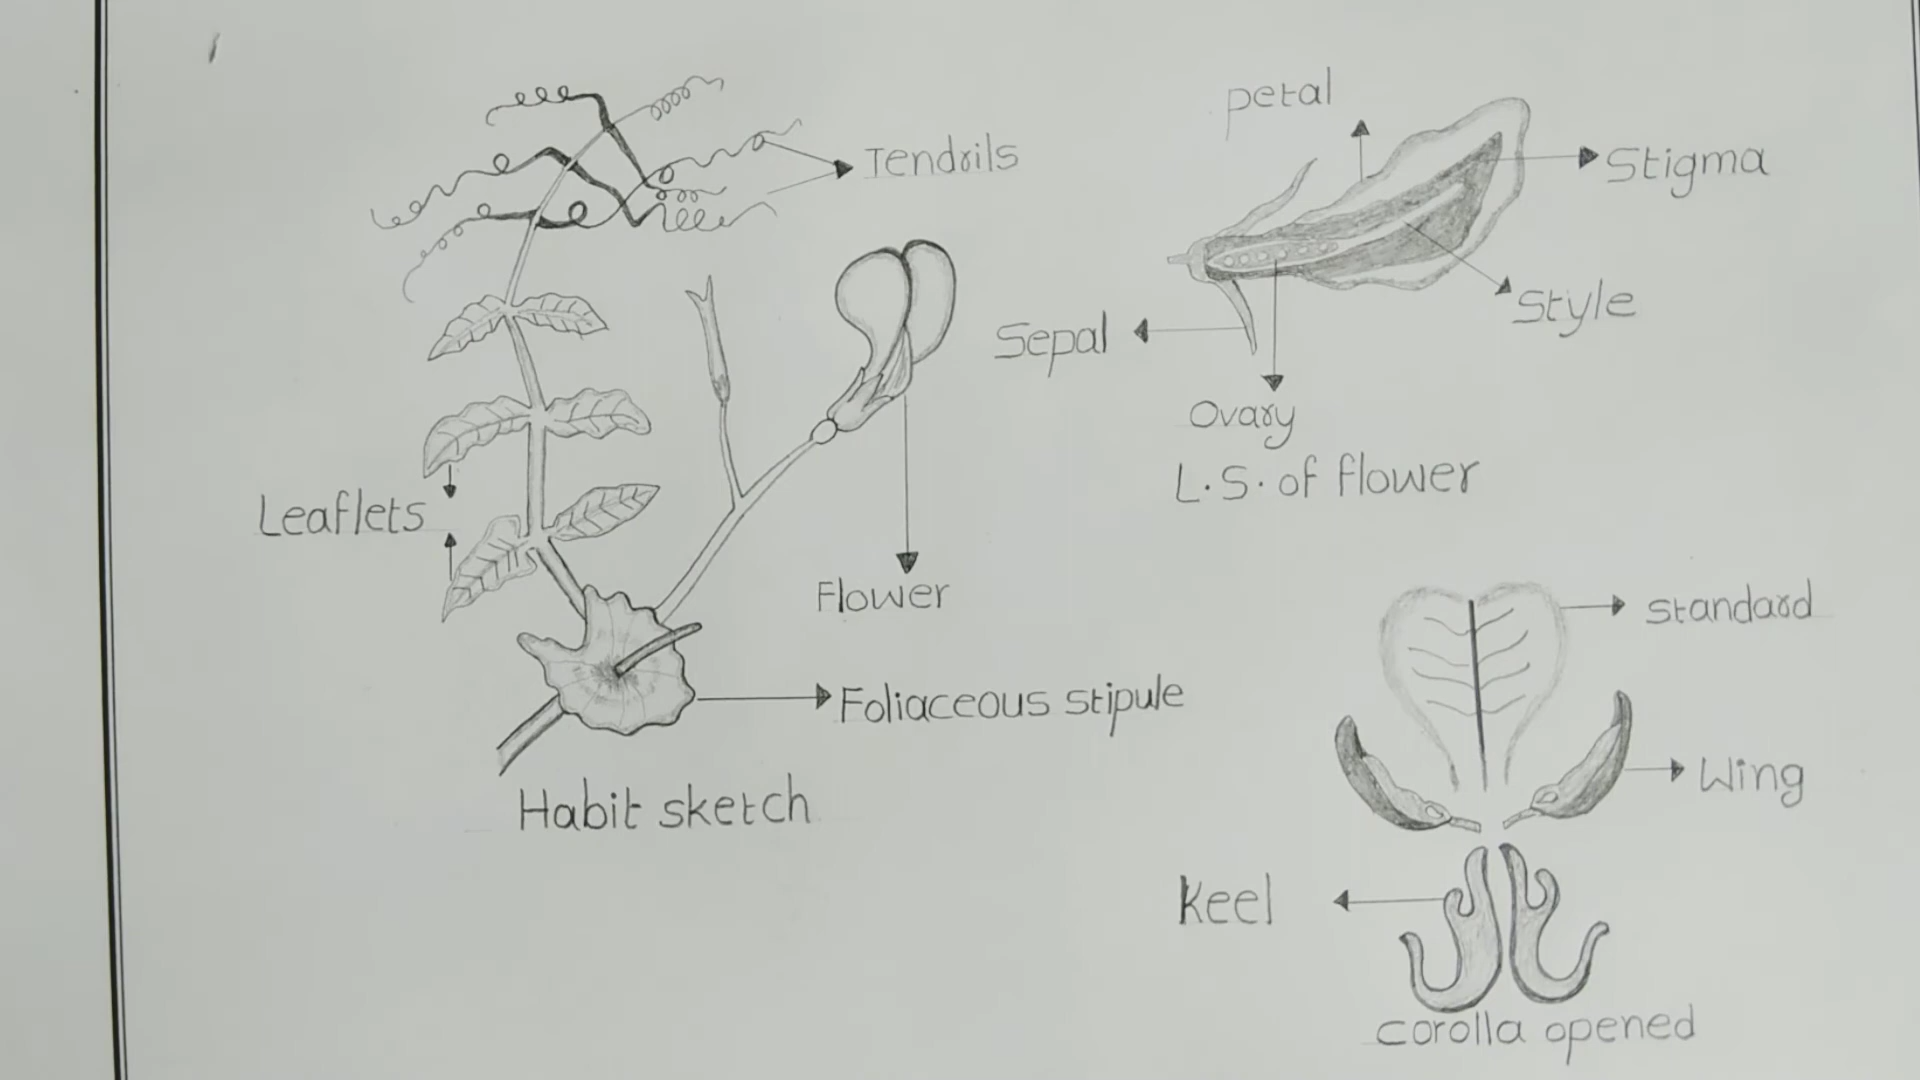 Tendrils
Leaflets
Flower
Foliaceous stipule
Habit sketch
petal
Stigma
Style
Sepal
Ovary
L.S. of flower
standard
Wing
Keel
corolla opened